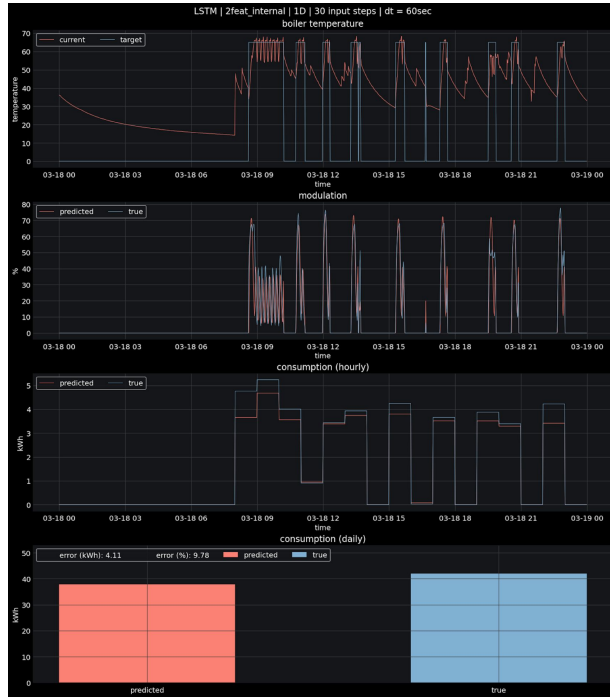 LSTM | 2feat_internal | 1D | 30 input steps | dt = 60sec
boiler temperature
current target
70
60
50
40
30
20
10
0
temperature
03-18 00 03-18 03 03-18 06 03-18 09 03-18 12 03-18 15 03-18 18 03-18 21 03-19 00
time
modulation
predicted true
80
70
60
50
40
30
20
10
0
%
03-18 00 03-18 03 03-18 06 03-18 09 03-18 12 03-18 15 03-18 18 03-18 21 03-19 00
time
consumption (hourly)
predicted true
5
4
3
2
1
0
kWh
03-18 00 03-18 03 03-18 06 03-18 09 03-18 12 03-18 15 03-18 18 03-18 21 03-19 00
time
consumption (daily)
error (kWh): 4.11 error (%): 9.78 predicted true
50
40
30
20
10
0
kWh
predicted true